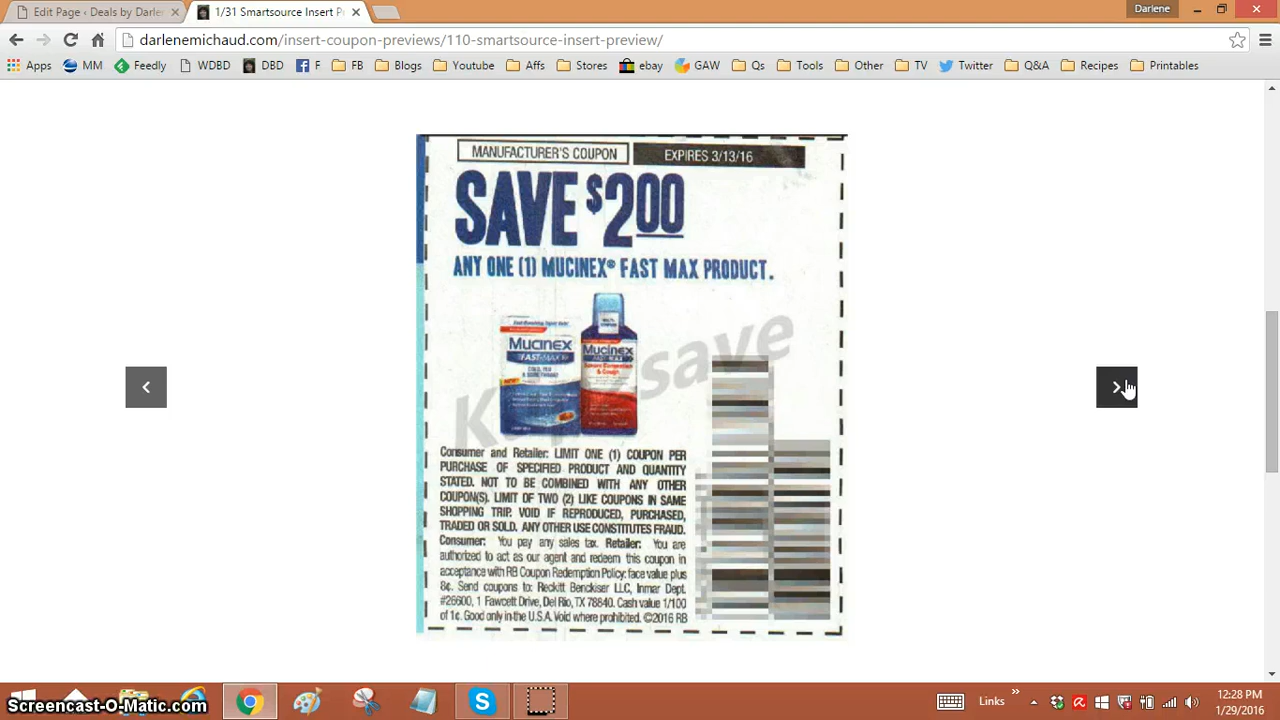 Edit Page ‹ Deals by Darle
1/31 Smartsource Insert P
Darlene
darlenemichaud.com/insert-coupon-previews/110-smartsource-insert-preview/
Apps MM Feedly WDBD DBD F FB Blogs Youtube Affs Stores ebay GAW Qs Tools Other TV Twitter Q&A Recipes Printables
MANUFACTURER'S COUPON
EXPIRES 3/13/16
SAVE $2.00
ANY ONE (1) MUCINEX® FAST MAX PRODUCT.
Mucinex
FAST-MAX
Mucinex
Severe Congestion
& Cough
save
Consumer and Retailer: LIMIT ONE (1) COUPON PER
PURCHASE OF SPECIFIED PRODUCT AND QUANTITY
STATED. NOT TO BE COMBINED WITH ANY OTHER
COUPON(S). LIMIT OF TWO (2) LIKE COUPONS IN SAME
SHOPPING TRIP. VOID IF REPRODUCED, PURCHASED,
TRADED OR SOLD. ANY OTHER USE CONSTITUTES FRAUD.
Consumer: You pay any sales tax. Retailer: You are
authorized to act as our agent and redeem this coupon in
acceptance with RB Coupon Redemption Policy: face value plus
8¢. Send coupons to: Reckitt Benckiser LLC, Inmar Dept.
#26600, 1 Fawcett Drive, Del Rio, TX 78840. Cash value 1/100
of 1¢. Good only in the U.S.A. Void where prohibited. ©2016 RB
Screencast-O-Matic.com
Links
12:28 PM
1/29/2016